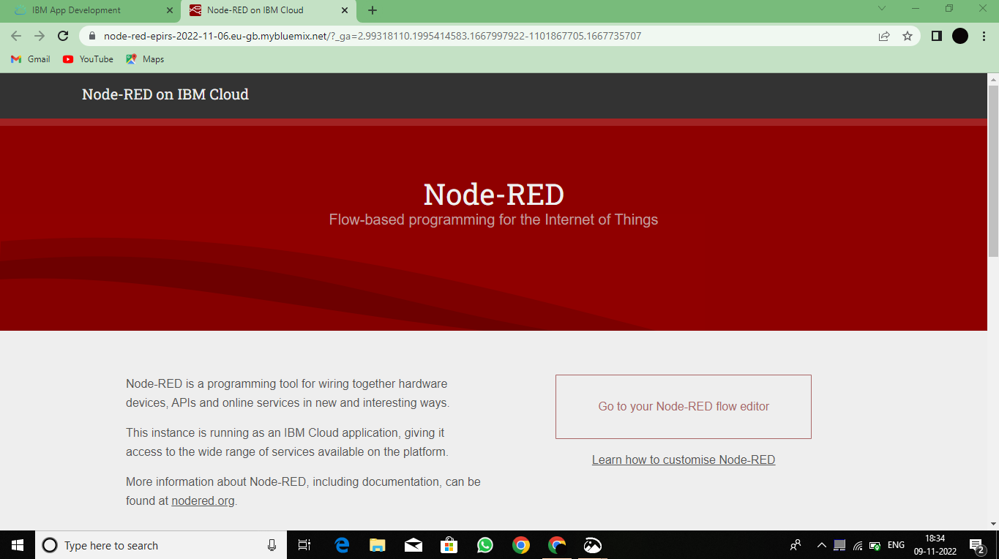 IBM App Development
Node-RED on IBM Cloud
node-red-epirs-2022-11-06.eu-gb.mybluemix.net/?_ga=2.99318110.1995414583.1667997922-1101867705.1667735707
Gmail
YouTube
Maps
Node-RED on IBM Cloud
Node-RED
Flow-based programming for the Internet of Things
Node-RED is a programming tool for wiring together hardware
devices, APIs and online services in new and interesting ways.
This instance is running as an IBM Cloud application, giving it
access to the wide range of services available on the platform.
More information about Node-RED, including documentation, can be
found at nodered.org.
Go to your Node-RED flow editor
Learn how to customise Node-RED
Type here to search
ENG
18:34
09-11-2022
2